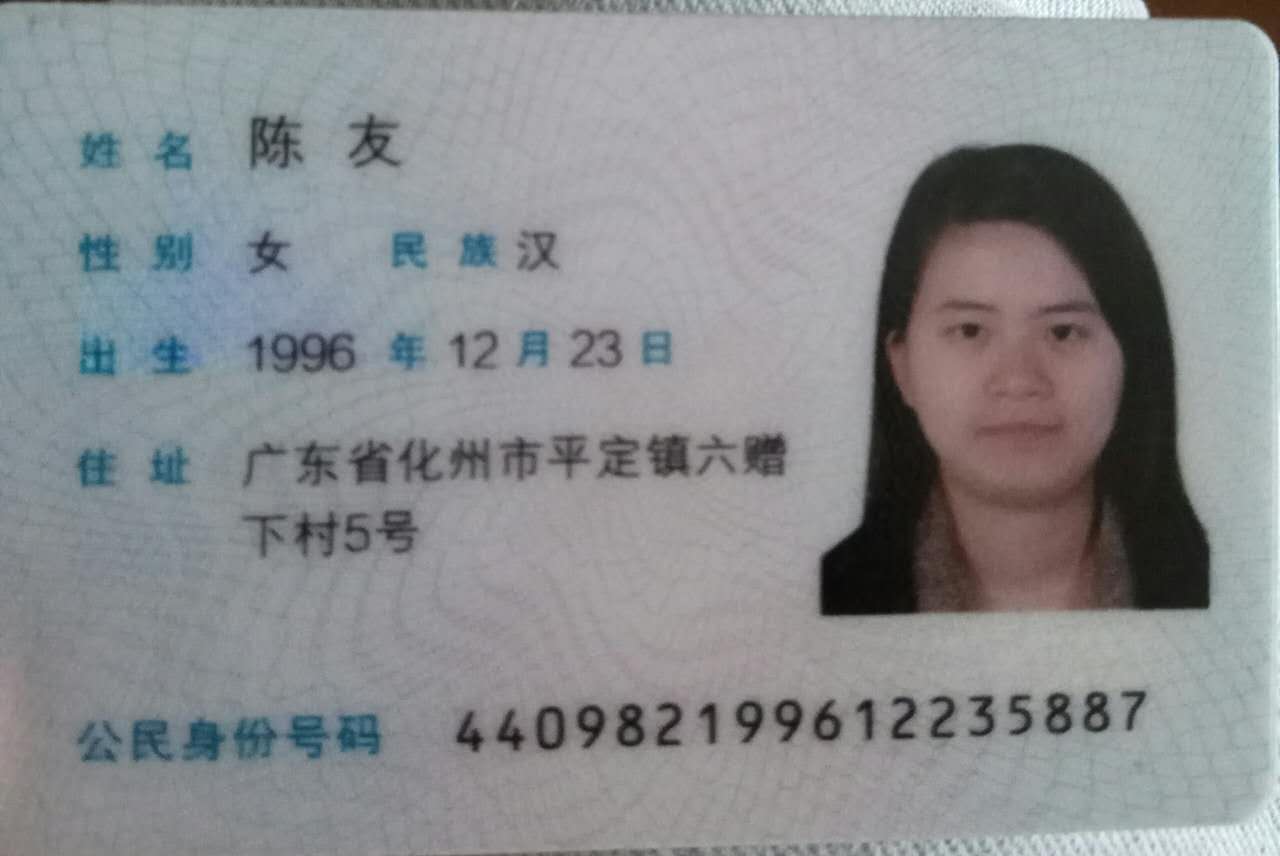 姓名 陈友
性别 女 民族 汉
出生 1996 年 12 月 23 日
住址 广东省化州市平定镇六赠
下村5号
公民身份号码 440982199612235887